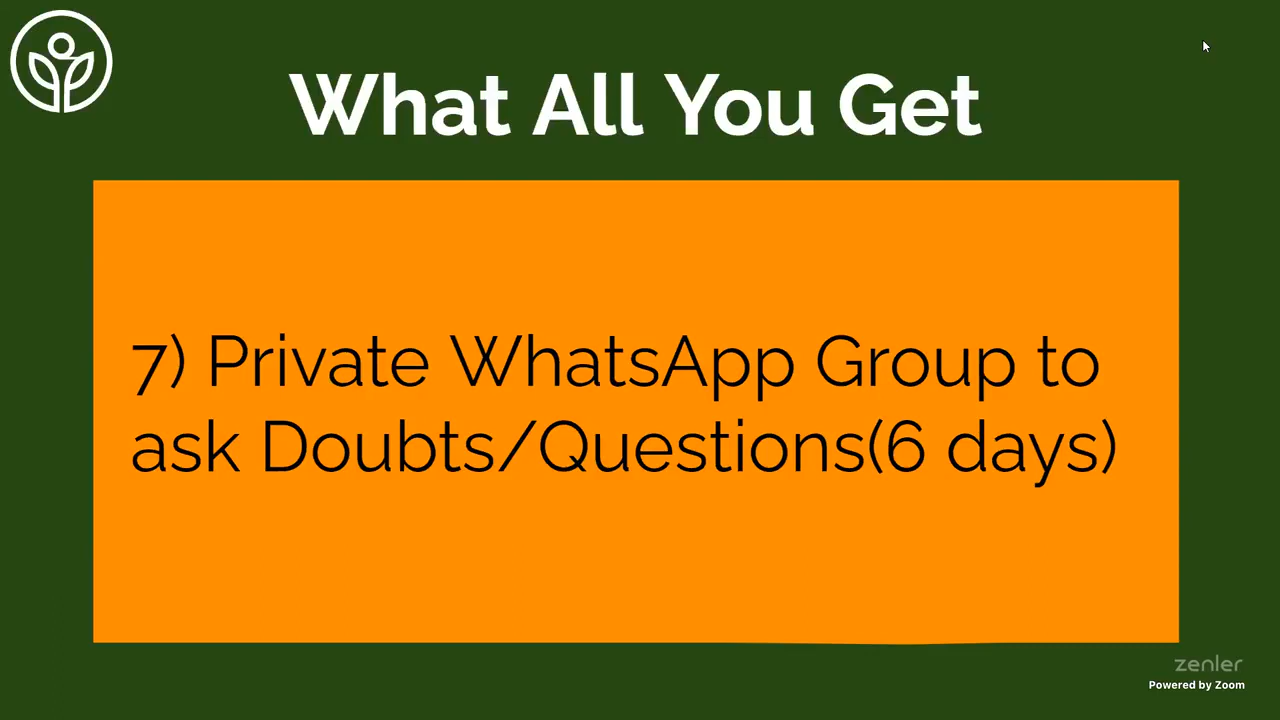 What All You Get
7) Private WhatsApp Group to
ask Doubts/Questions(6 days)
zenler
Powered by Zoom